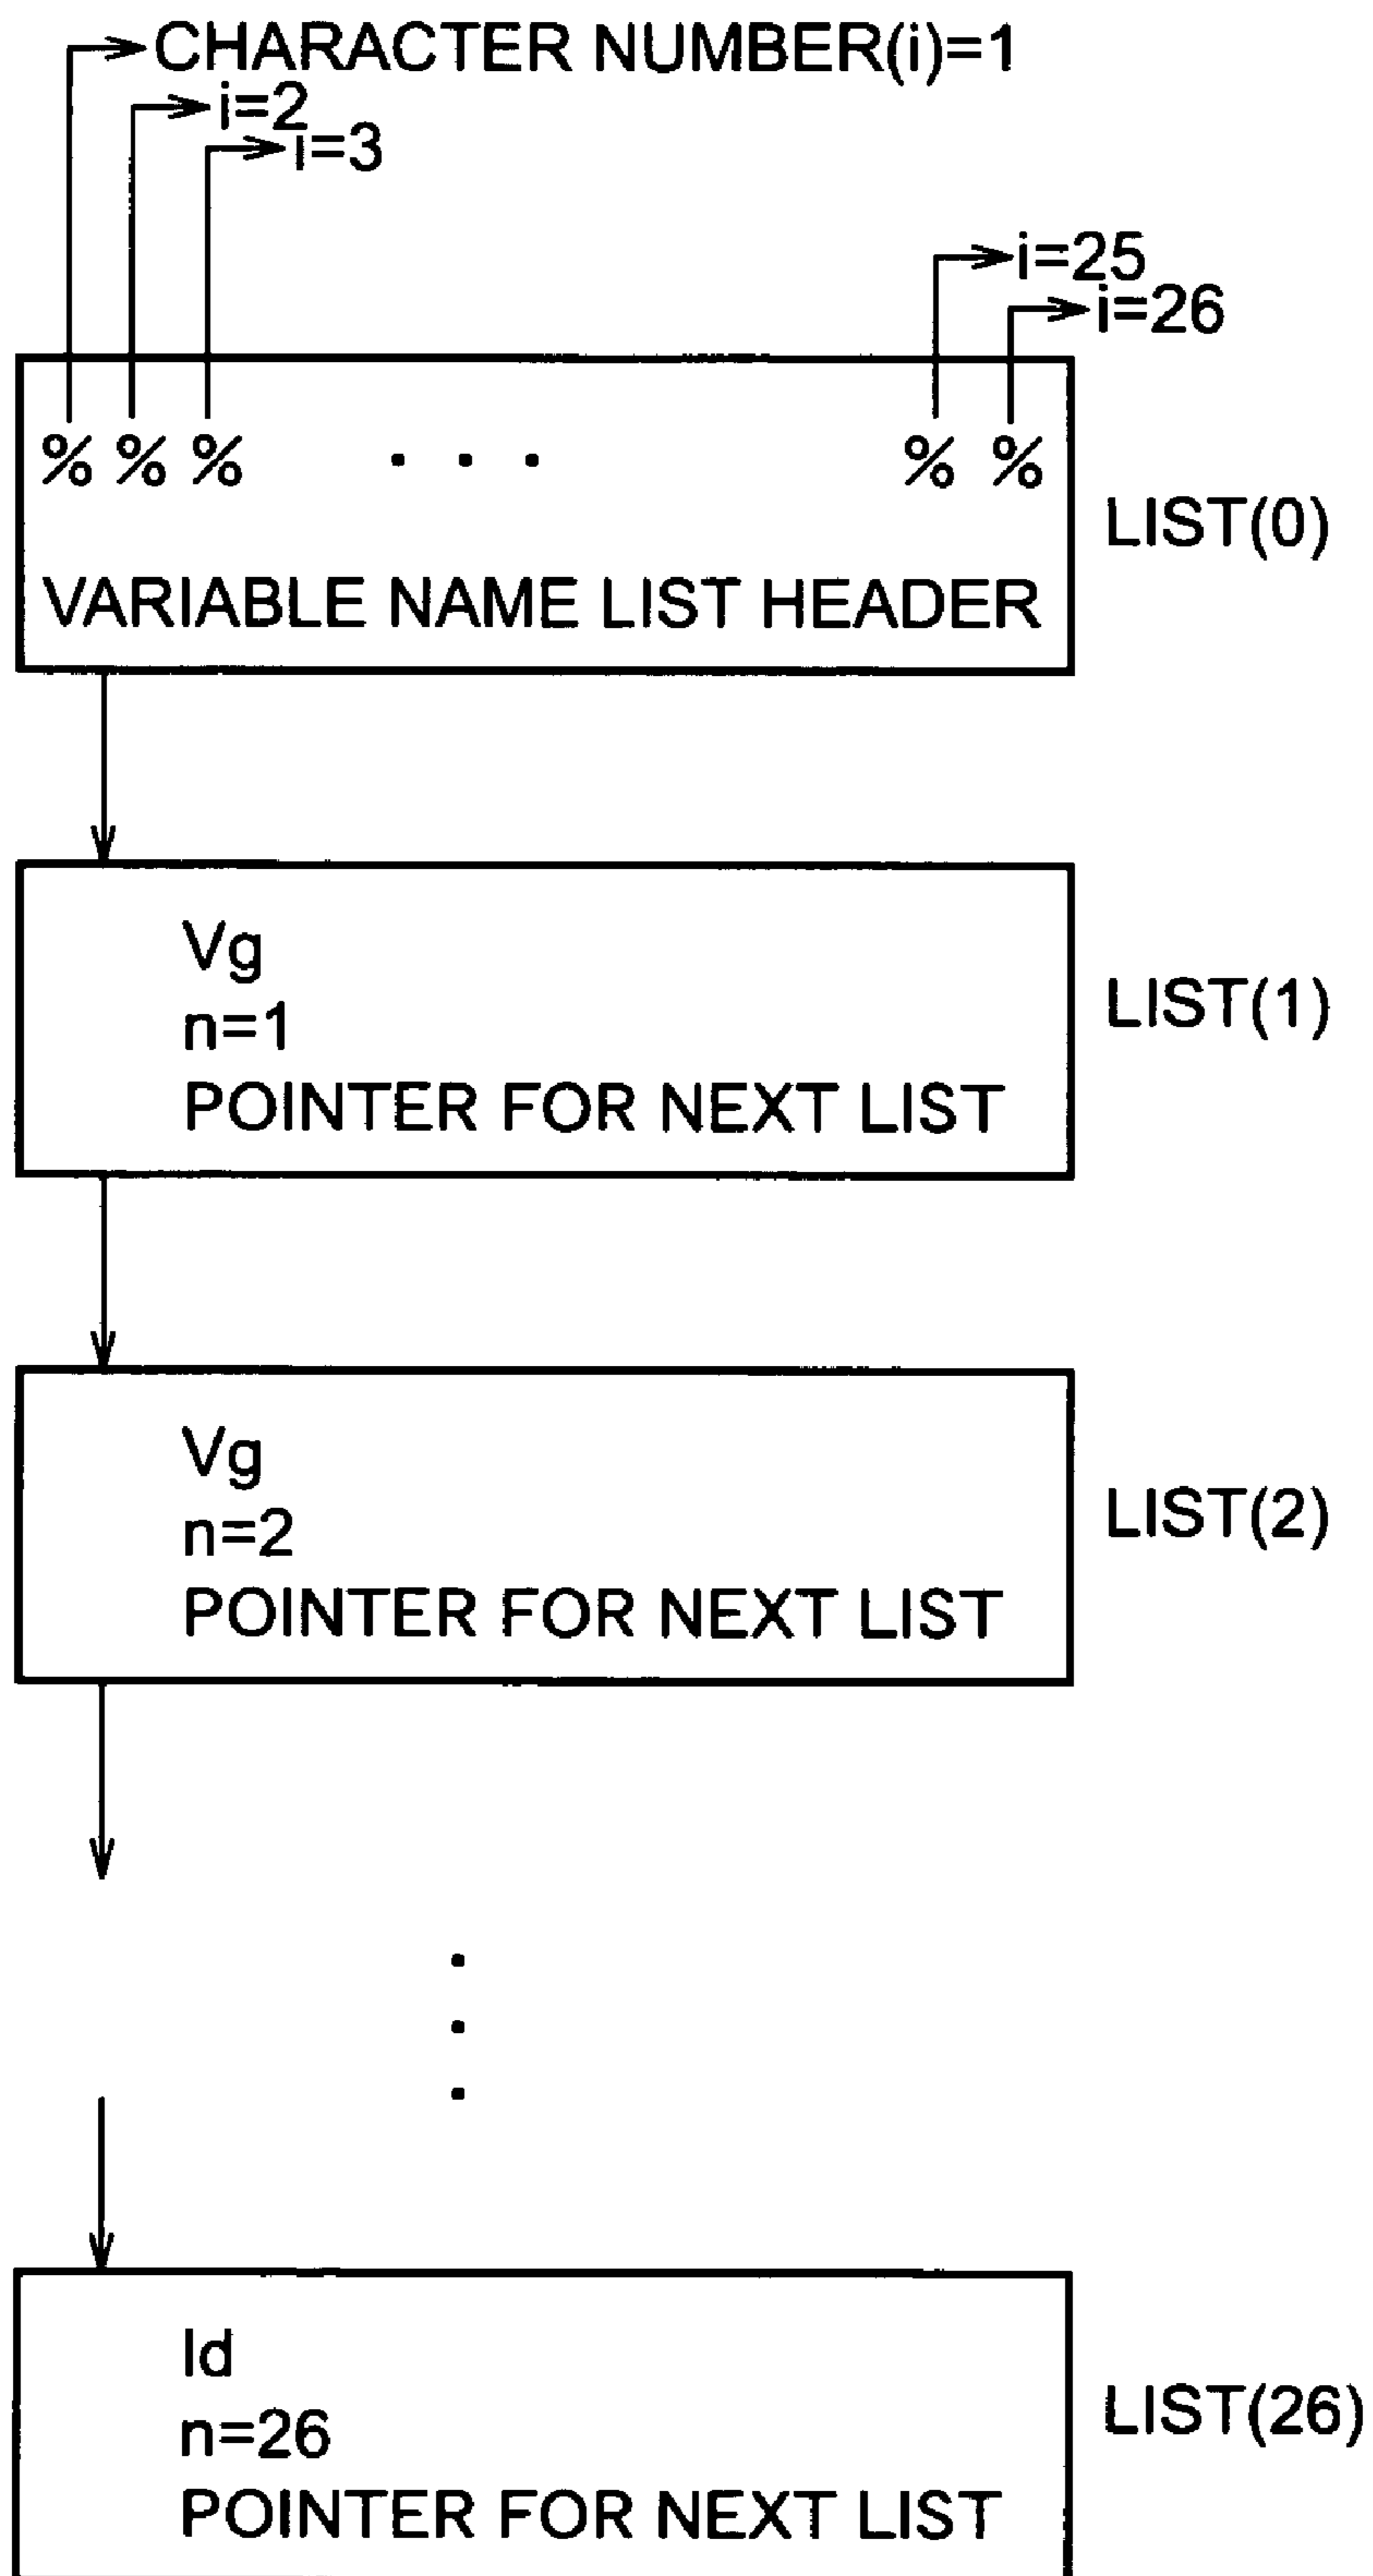 CHARACTER NUMBER(i)=1
i=2
i=3
i=25
i=26
% % % . . . % %
LIST(0)
VARIABLE NAME LIST HEADER
Vg
n=1
LIST(1)
POINTER FOR NEXT LIST
Vg
n=2
LIST(2)
POINTER FOR NEXT LIST
.
.
.
Id
n=26
LIST(26)
POINTER FOR NEXT LIST